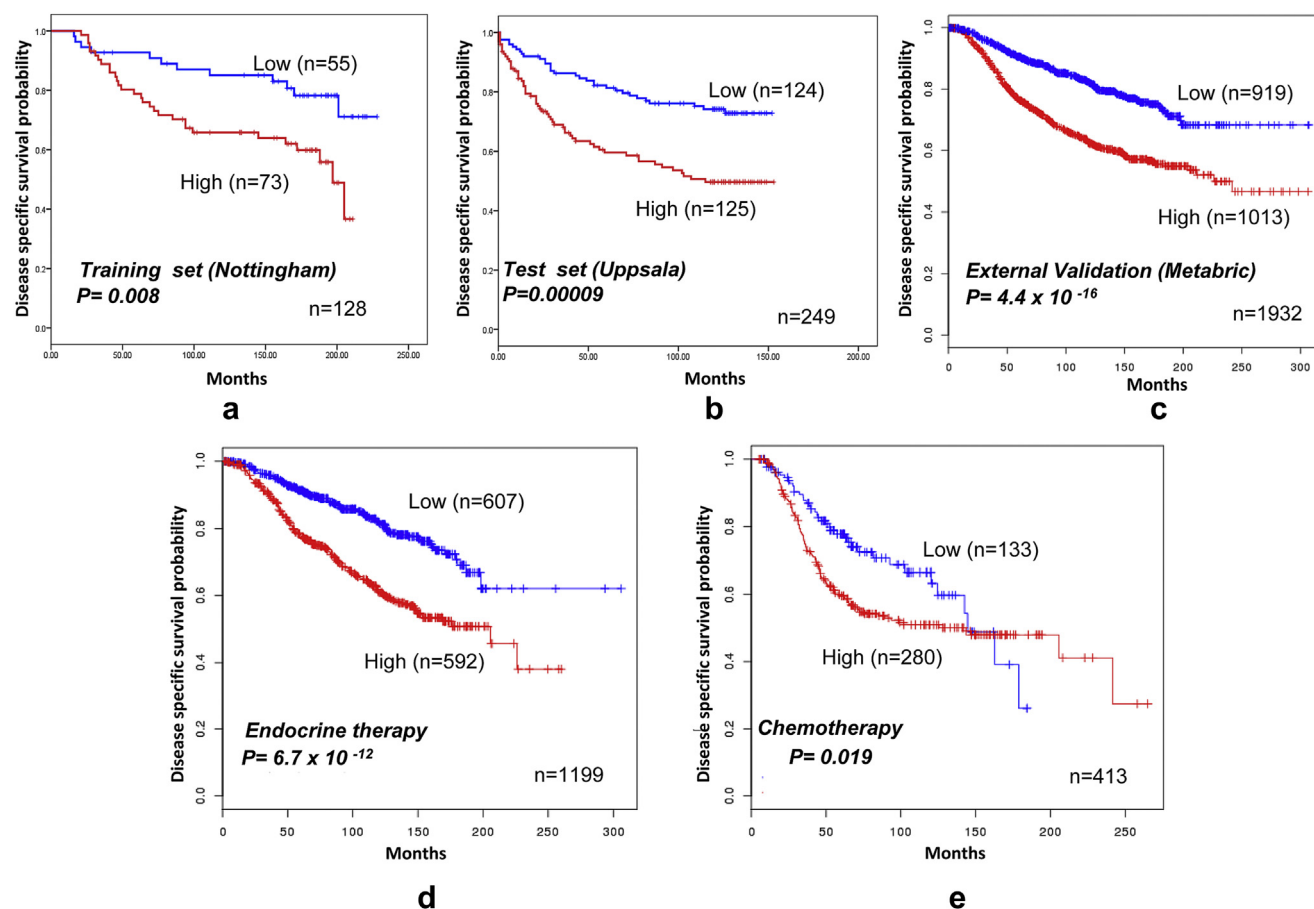 Disease specific survival probability
1.0
0.8
0.6
0.4
0.2
0.0
Low (n=55)
High (n=73)
Training set (Nottingham)
P= 0.008
n=128
0.00 50.00 100.00 150.00 200.00 250.00
Months
a
Disease specific survival probability
1.0
0.8
0.6
0.4
0.2
0.0
Low (n=124)
High (n=125)
Test set (Uppsala)
P=0.00009
n=249
0.00 50.00 100.00 150.00 200.00
Months
b
Disease specific survival probability
1.0
0.8
0.6
0.4
0.2
0.0
Low (n=919)
High (n=1013)
External Validation (Metabric)
P= 4.4 x 10 -16
n=1932
0 50 100 150 200 250 300
Months
c
Disease specific survival probability
1.0
0.8
0.6
0.4
0.2
0.0
Low (n=607)
High (n=592)
Endocrine therapy
P= 6.7 x 10 -12
n=1199
0 50 100 150 200 250 300
Months
d
Disease specific survival probability
1.0
0.8
0.6
0.4
0.2
0.0
Low (n=133)
High (n=280)
Chemotherapy
P= 0.019
n=413
0 50 100 150 200 250
Months
e